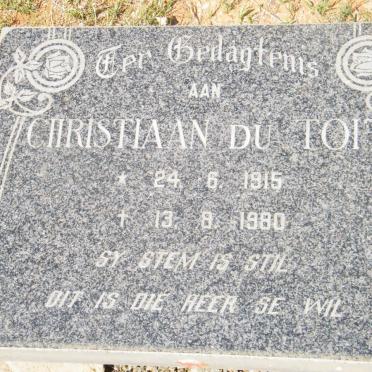 Ter Gedagtenis
AAN
CHRISTIAAN DU TOIT
* 24. 6. 1915
† 13. 8. 1980
SY STEM IS STIL
DIT IS DIE HEER SE WIL